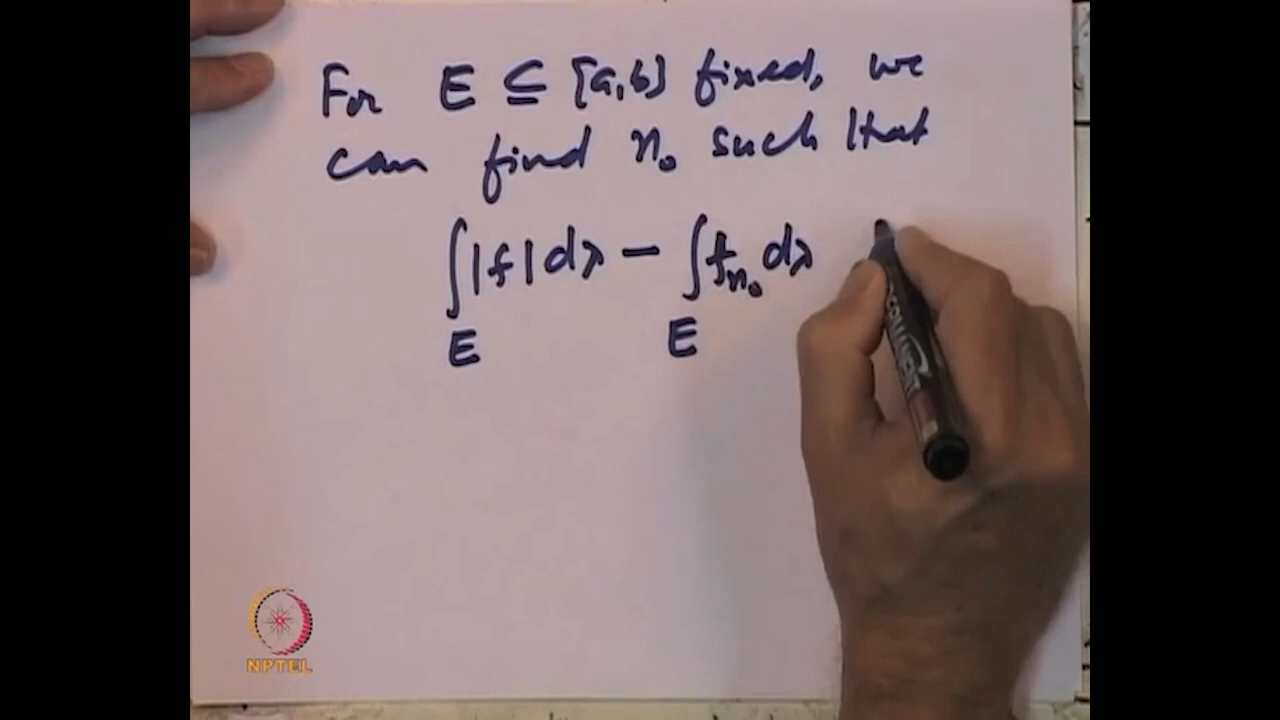 For E ⊆ [a,b] fixed, we
can find n₀ such that
∫_E |f| dλ − ∫_E f_{n₀} dλ
NPTEL